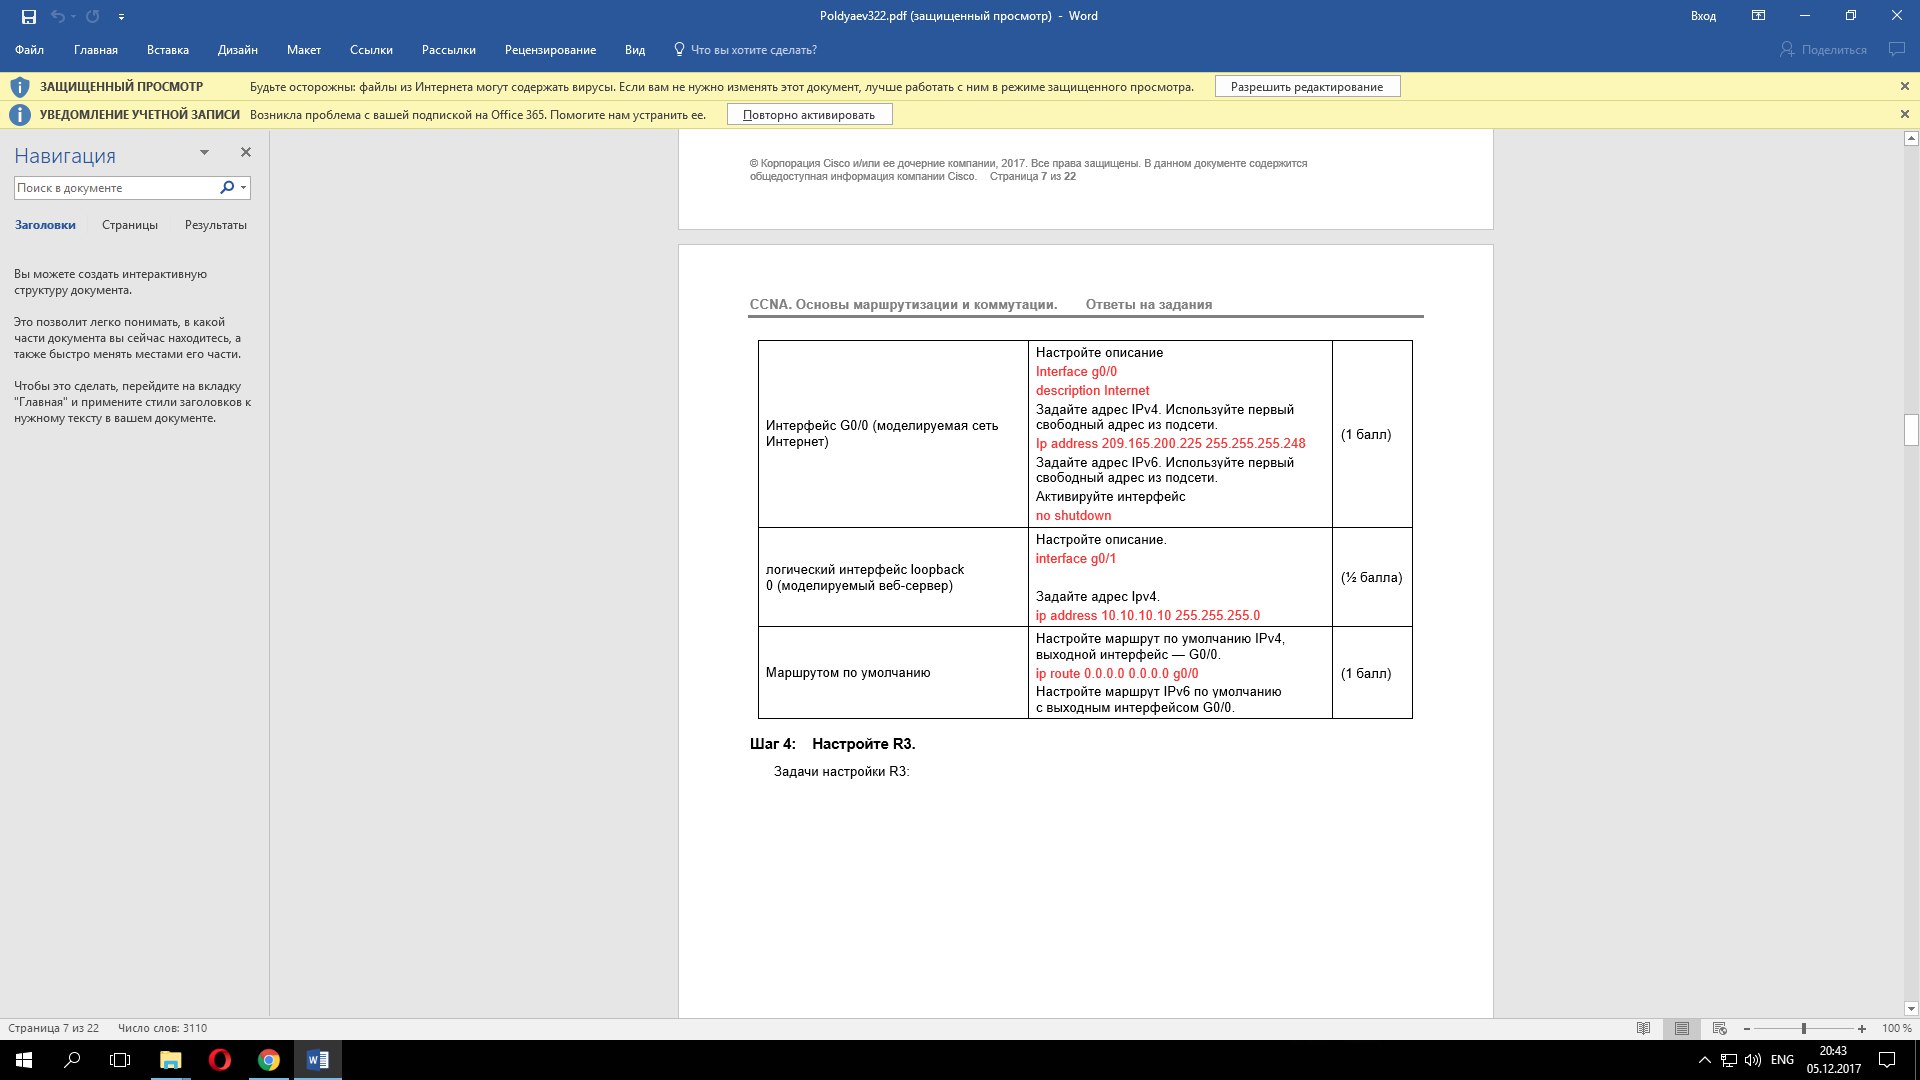 Poldyaev322.pdf (защищенный просмотр) - Word
Вход
Файл Главная Вставка Дизайн Макет Ссылки Рассылки Рецензирование Вид Что вы хотите сделать? Поделиться
ЗАЩИЩЕННЫЙ ПРОСМОТР Будьте осторожны: файлы из Интернета могут содержать вирусы. Если вам не нужно изменять этот документ, лучше работать с ним в режиме защищенного просмотра. Разрешить редактирование
УВЕДОМЛЕНИЕ УЧЕТНОЙ ЗАПИСИ Возникла проблема с вашей подпиской на Office 365. Помогите нам устранить ее. Повторно активировать
Навигация
Поиск в документе
Заголовки Страницы Результаты
Вы можете создать интерактивную
структуру документа.
Это позволит легко понимать, в какой
части документа вы сейчас находитесь, а
также быстро менять местами его части.
Чтобы это сделать, перейдите на вкладку
"Главная" и примените стили заголовков к
нужному тексту в вашем документе.
© Корпорация Cisco и/или ее дочерние компании, 2017. Все права защищены. В данном документе содержится
общедоступная информация компании Cisco. Страница 7 из 22
CCNA. Основы маршрутизации и коммутации. Ответы на задания
Интерфейс G0/0 (моделируемая сеть
Интернет)
Настройте описание
Interface g0/0
description Internet
Задайте адрес IPv4. Используйте первый
свободный адрес из подсети.
Ip address 209.165.200.225 255.255.255.248
Задайте адрес IPv6. Используйте первый
свободный адрес из подсети.
Активируйте интерфейс
no shutdown
(1 балл)
логический интерфейс loopback
0 (моделируемый веб-сервер)
Настройте описание.
interface g0/1
Задайте адрес Ipv4.
ip address 10.10.10.10 255.255.255.0
(½ балла)
Маршрутом по умолчанию
Настройте маршрут по умолчанию IPv4,
выходной интерфейс — G0/0.
ip route 0.0.0.0 0.0.0.0 g0/0
Настройте маршрут IPv6 по умолчанию
с выходным интерфейсом G0/0.
(1 балл)
Шаг 4: Настройте R3.
Задачи настройки R3:
Страница 7 из 22 Число слов: 3110
100 %
ENG
20:43
05.12.2017